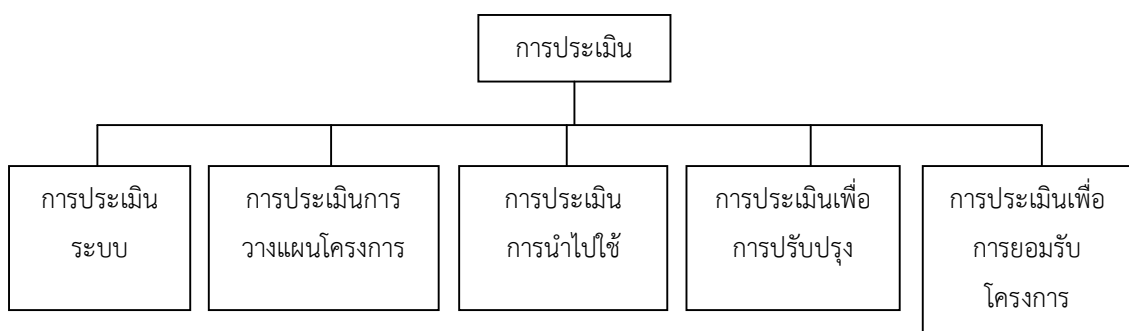 การประเมิน
การประเมิน
ระบบ
การประเมินการ
วางแผนโครงการ
การประเมิน
การนำไปใช้
การประเมินเพื่อ
การปรับปรุง
การประเมินเพื่อ
การยอมรับ
โครงการ